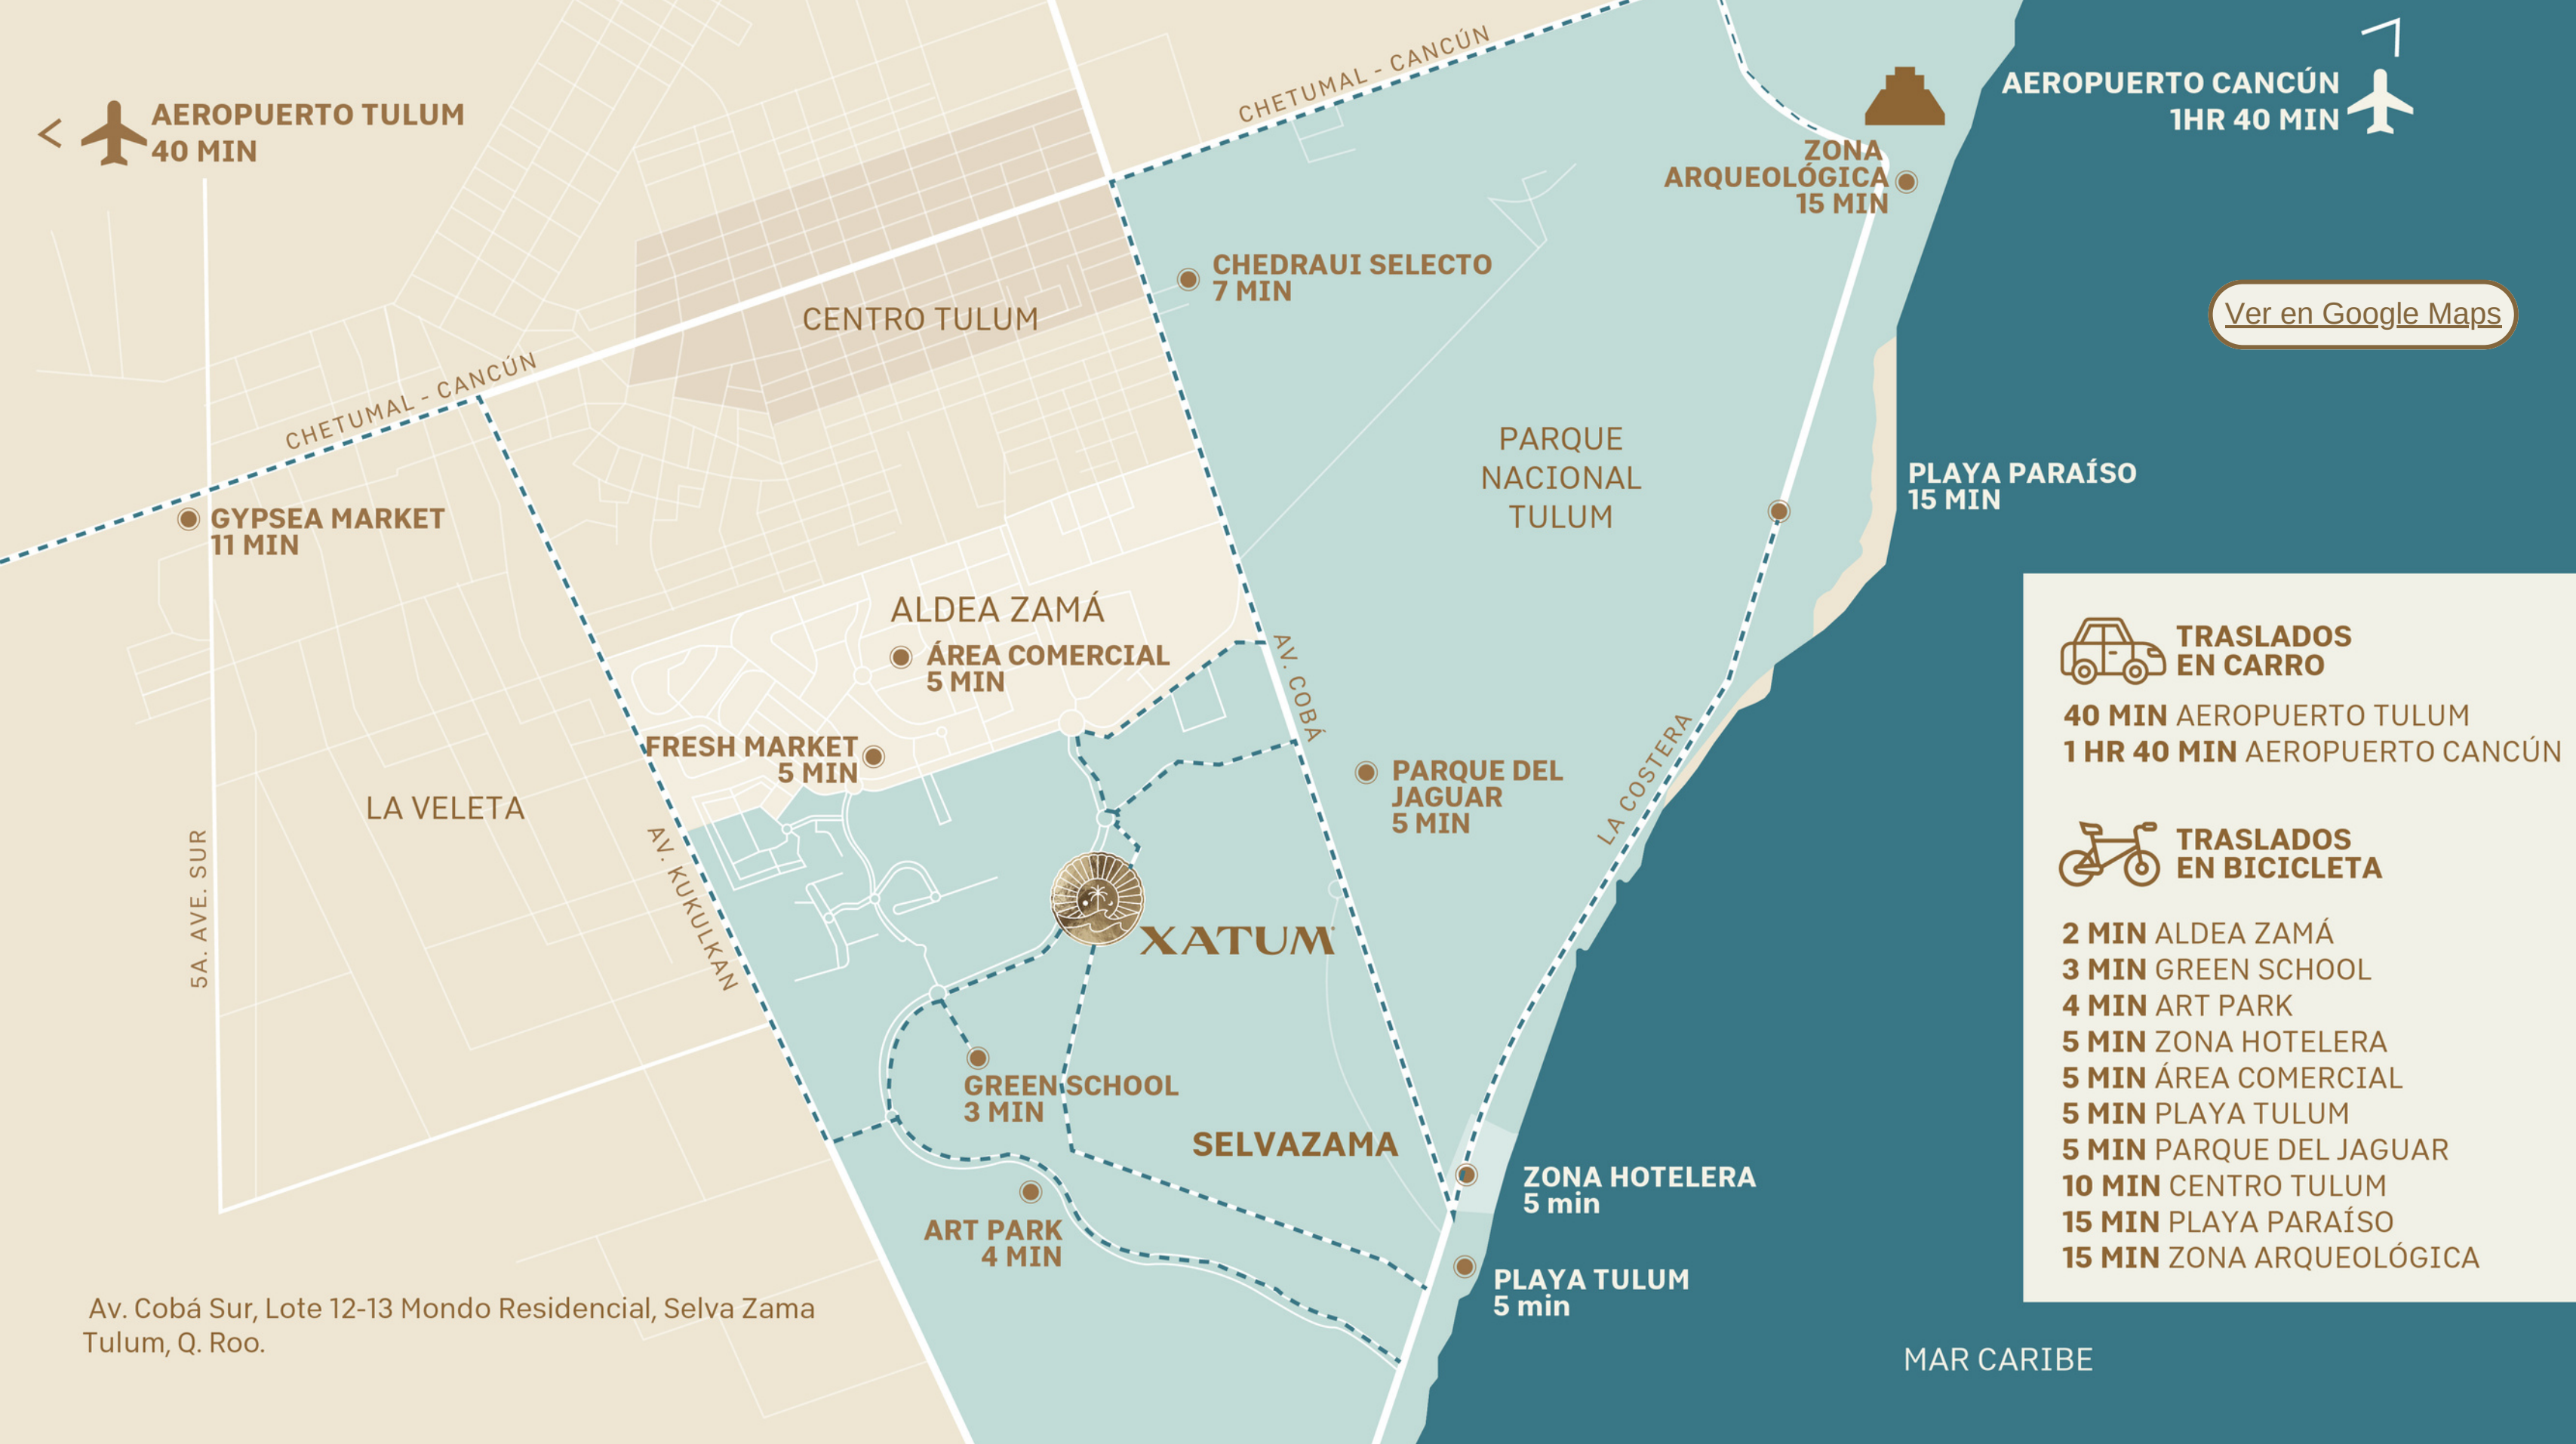 AEROPUERTO TULUM
40 MIN
CHETUMAL - CANCÚN
AEROPUERTO CANCÚN
1HR 40 MIN
ZONA
ARQUEOLÓGICA
15 MIN
CHEDRAUI SELECTO
7 MIN
CENTRO TULUM
Ver en Google Maps
CHETUMAL - CANCÚN
PARQUE
NACIONAL
TULUM
PLAYA PARAÍSO
15 MIN
GYPSEA MARKET
11 MIN
ALDEA ZAMÁ
ÁREA COMERCIAL
5 MIN
AV. COBÁ
FRESH MARKET
5 MIN
PARQUE DEL
JAGUAR
5 MIN
LA COSTERA
LA VELETA
5A. AVE. SUR
AV. KUKULKAN
XATUM
GREEN SCHOOL
3 MIN
SELVAZAMA
ZONA HOTELERA
5 min
ART PARK
4 MIN
PLAYA TULUM
5 min
Av. Cobá Sur, Lote 12-13 Mondo Residencial, Selva Zama
Tulum, Q. Roo.
TRASLADOS
EN CARRO
40 MIN AEROPUERTO TULUM
1 HR 40 MIN AEROPUERTO CANCÚN
TRASLADOS
EN BICICLETA
2 MIN ALDEA ZAMÁ
3 MIN GREEN SCHOOL
4 MIN ART PARK
5 MIN ZONA HOTELERA
5 MIN ÁREA COMERCIAL
5 MIN PLAYA TULUM
5 MIN PARQUE DEL JAGUAR
10 MIN CENTRO TULUM
15 MIN PLAYA PARAÍSO
15 MIN ZONA ARQUEOLÓGICA
MAR CARIBE